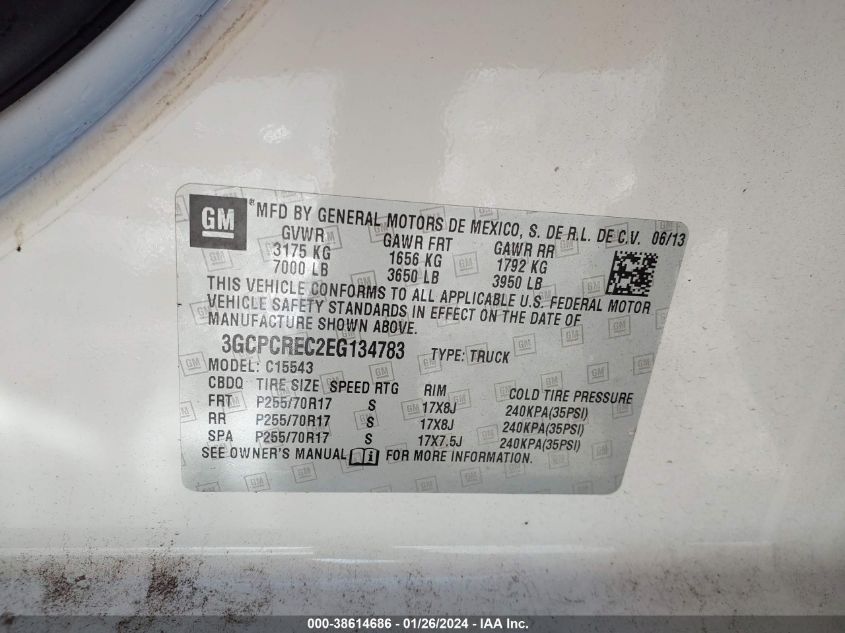 GM ® MFD BY GENERAL MOTORS DE MEXICO, S. DE R.L. DE C.V. 06/13
GVWR GAWR FRT GAWR RR
3175 KG 1656 KG 1792 KG
7000 LB 3650 LB 3950 LB
THIS VEHICLE CONFORMS TO ALL APPLICABLE U.S. FEDERAL MOTOR
VEHICLE SAFETY STANDARDS IN EFFECT ON THE DATE OF
MANUFACTURE SHOWN ABOVE.
3GCPCREC2EG134783 TYPE: TRUCK
MODEL: C15543
CBDQ TIRE SIZE SPEED RTG RIM COLD TIRE PRESSURE
FRT P255/70R17 S 17X8J 240KPA(35PSI)
RR P255/70R17 S 17X8J 240KPA(35PSI)
SPA P255/70R17 S 17X7.5J 240KPA(35PSI)
SEE OWNER'S MANUAL FOR MORE INFORMATION.
000-38614686 - 01/26/2024 - IAA Inc.